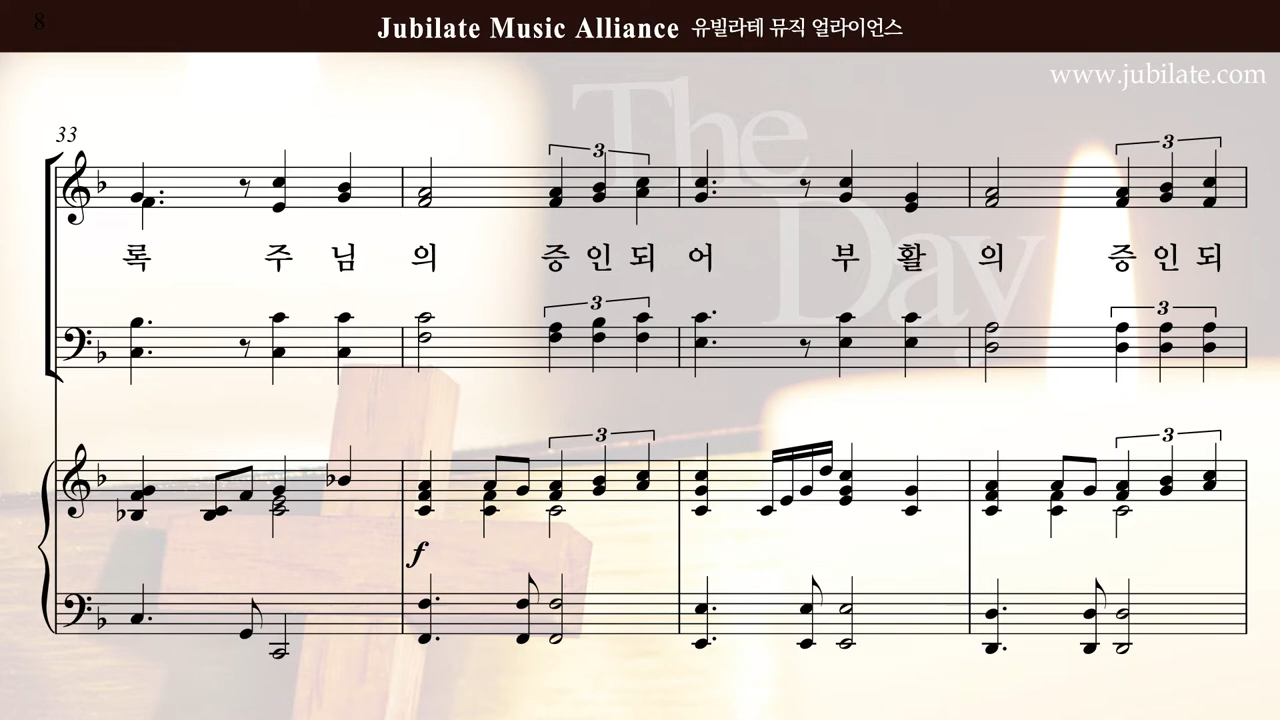 8
Jubilate Music Alliance 유빌라테 뮤직 얼라이언스
www.jubilate.com
The
Day
33
3 3
록 주 님 의 증 인 되 어 부 활 의 증 인 되
3 3
3 3
f